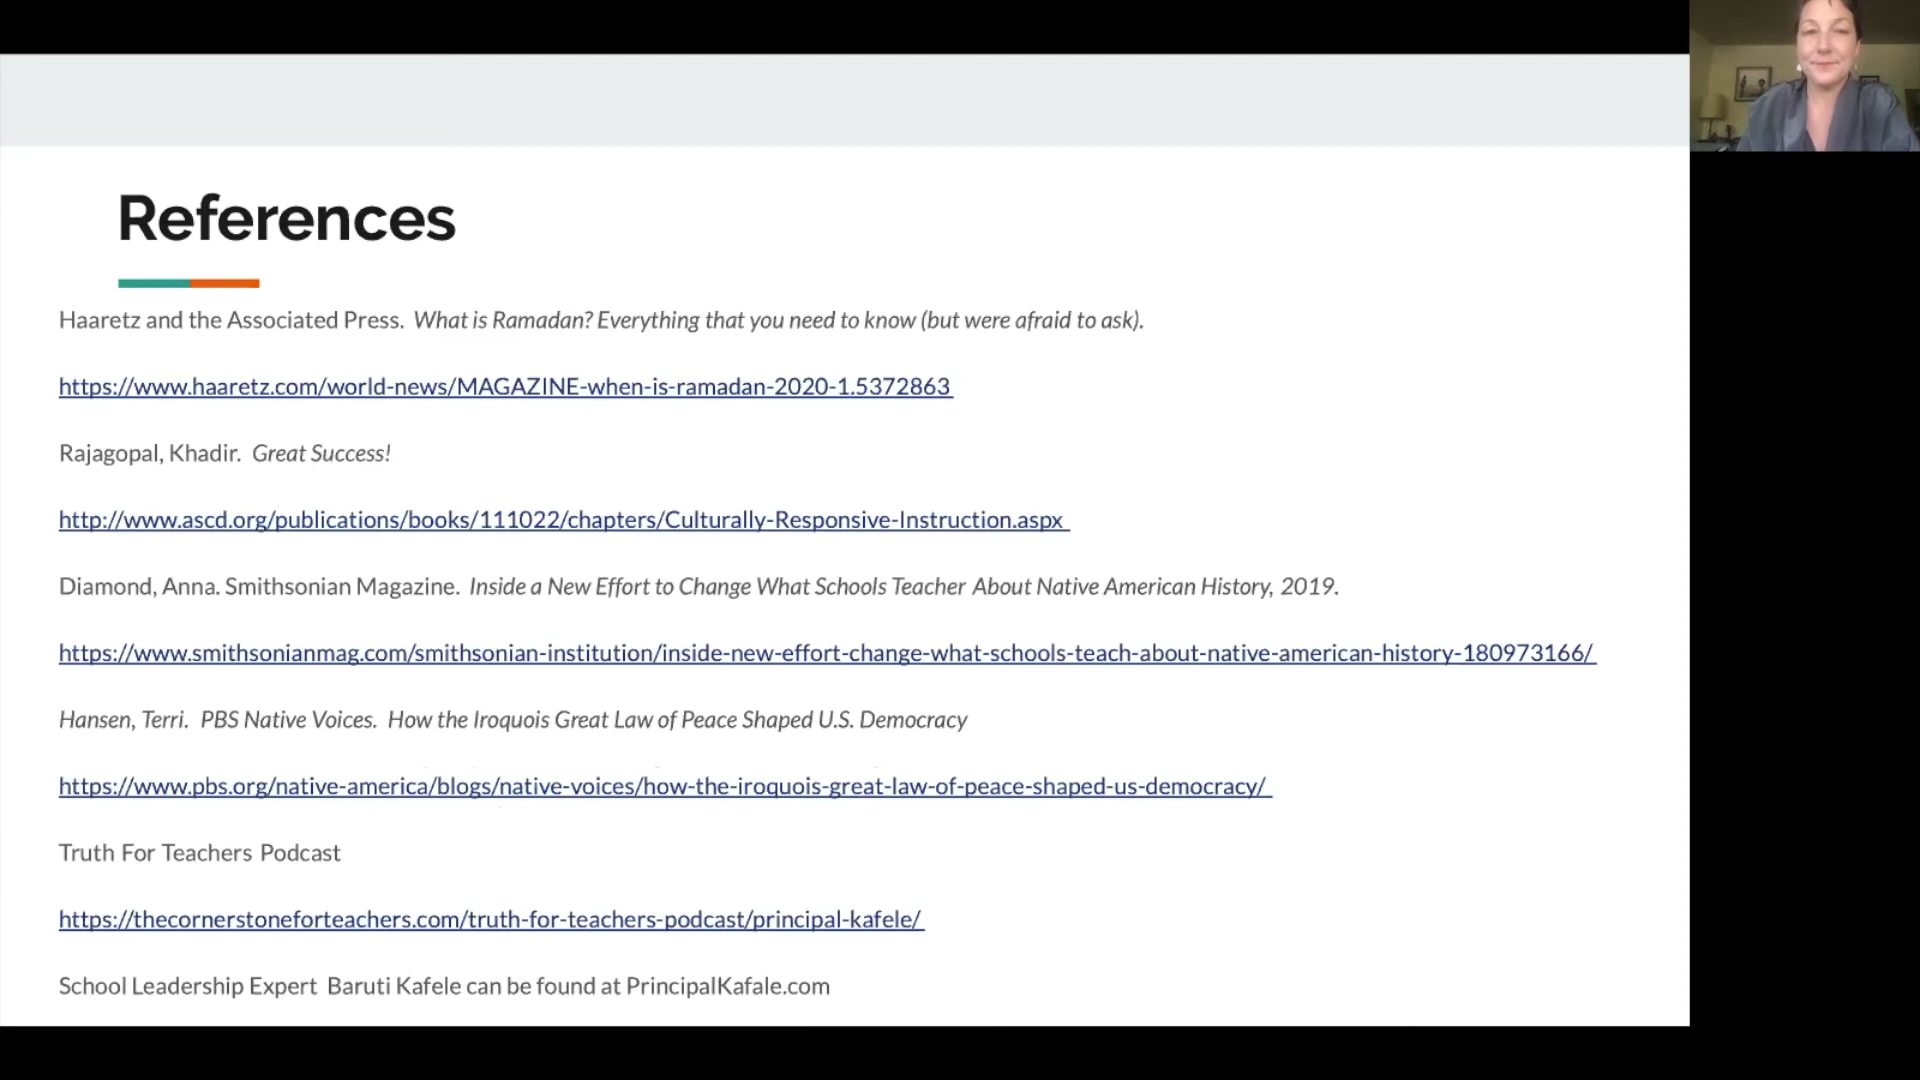 References
Haaretz and the Associated Press. What is Ramadan? Everything that you need to know (but were afraid to ask).
https://www.haaretz.com/world-news/MAGAZINE-when-is-ramadan-2020-1.5372863
Rajagopal, Khadir. Great Success!
http://www.ascd.org/publications/books/111022/chapters/Culturally-Responsive-Instruction.aspx
Diamond, Anna. Smithsonian Magazine. Inside a New Effort to Change What Schools Teacher About Native American History, 2019.
https://www.smithsonianmag.com/smithsonian-institution/inside-new-effort-change-what-schools-teach-about-native-american-history-180973166/
Hansen, Terri. PBS Native Voices. How the Iroquois Great Law of Peace Shaped U.S. Democracy
https://www.pbs.org/native-america/blogs/native-voices/how-the-iroquois-great-law-of-peace-shaped-us-democracy/
Truth For Teachers Podcast
https://thecornerstoneforteachers.com/truth-for-teachers-podcast/principal-kafele/
School Leadership Expert Baruti Kafele can be found at PrincipalKafale.com